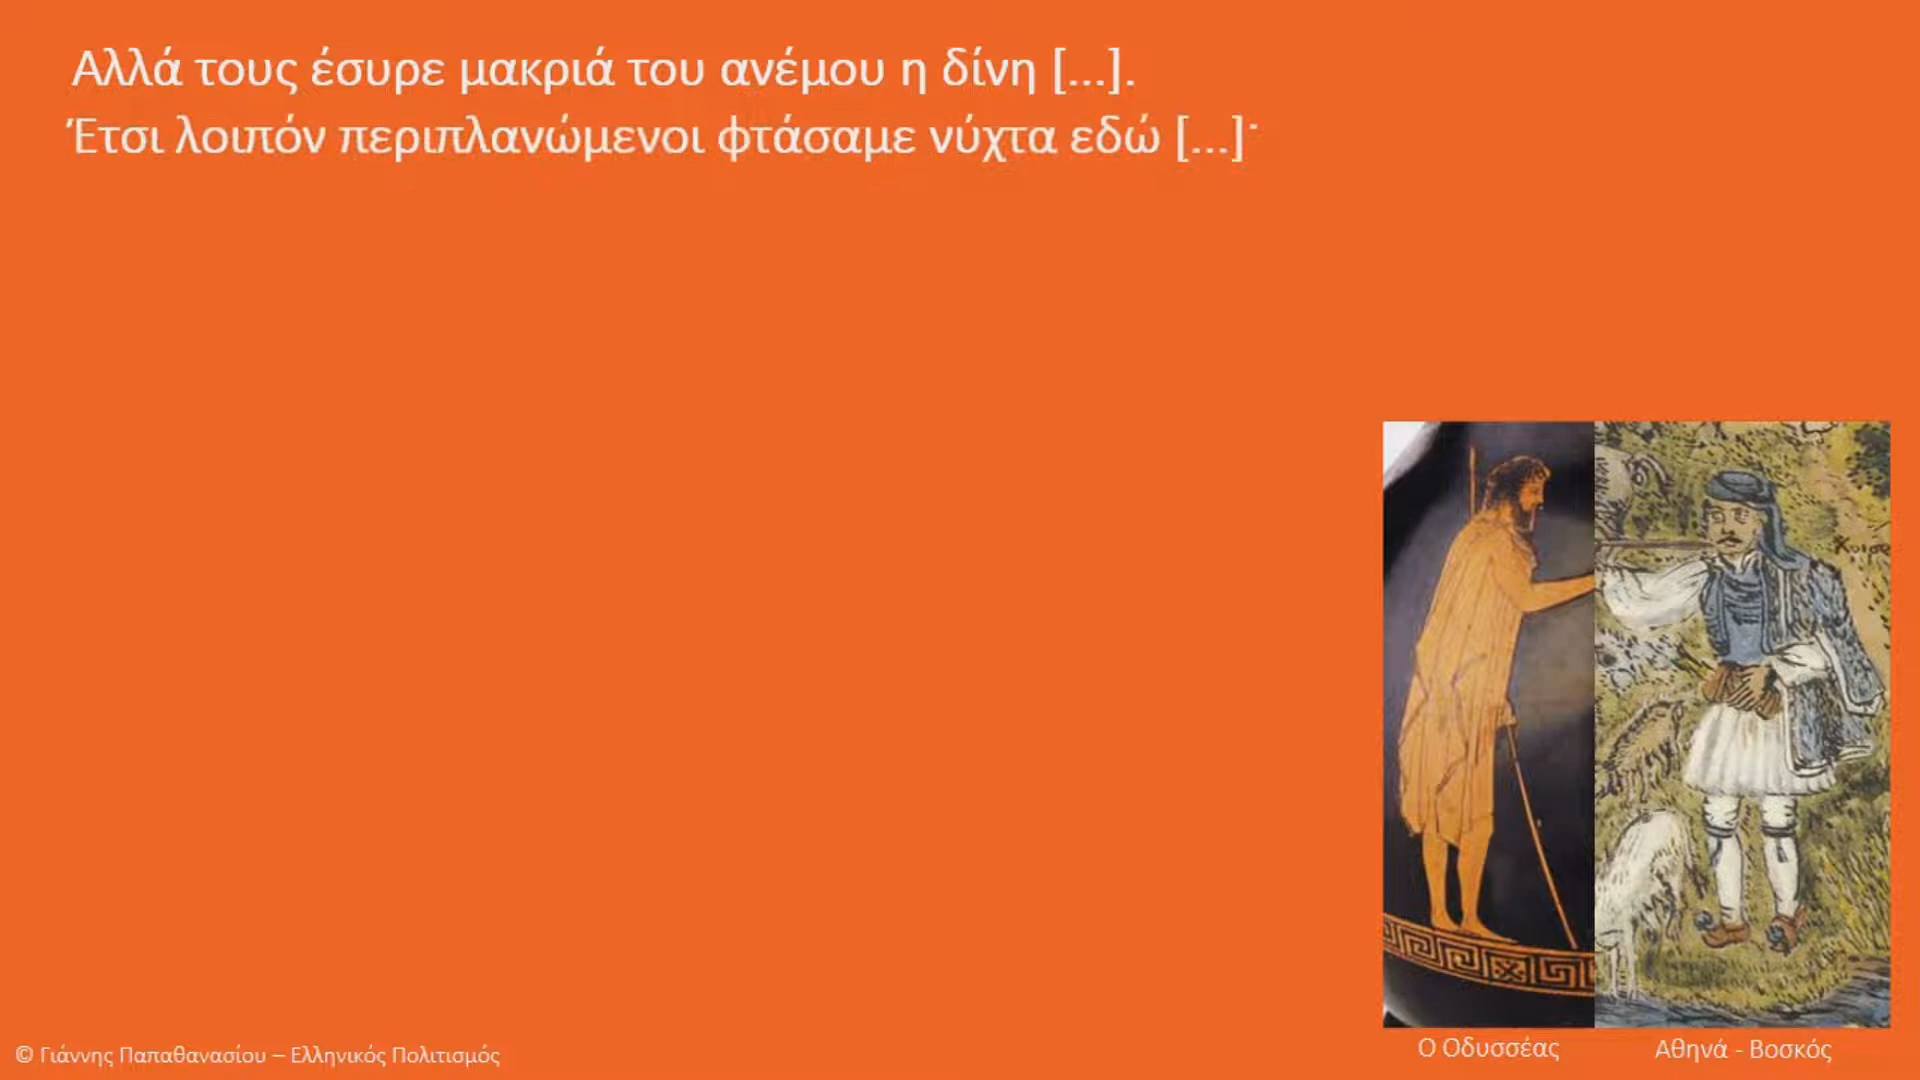 Αλλά τους έσυρε μακριά του ανέμου η δίνη [...].
Έτσι λοιπόν περιπλανώμενοι φτάσαμε νύχτα εδώ [...]·
Ο Οδυσσέας
Αθηνά - Βοσκός
© Γιάννης Παπαθανασίου – Ελληνικός Πολιτισμός